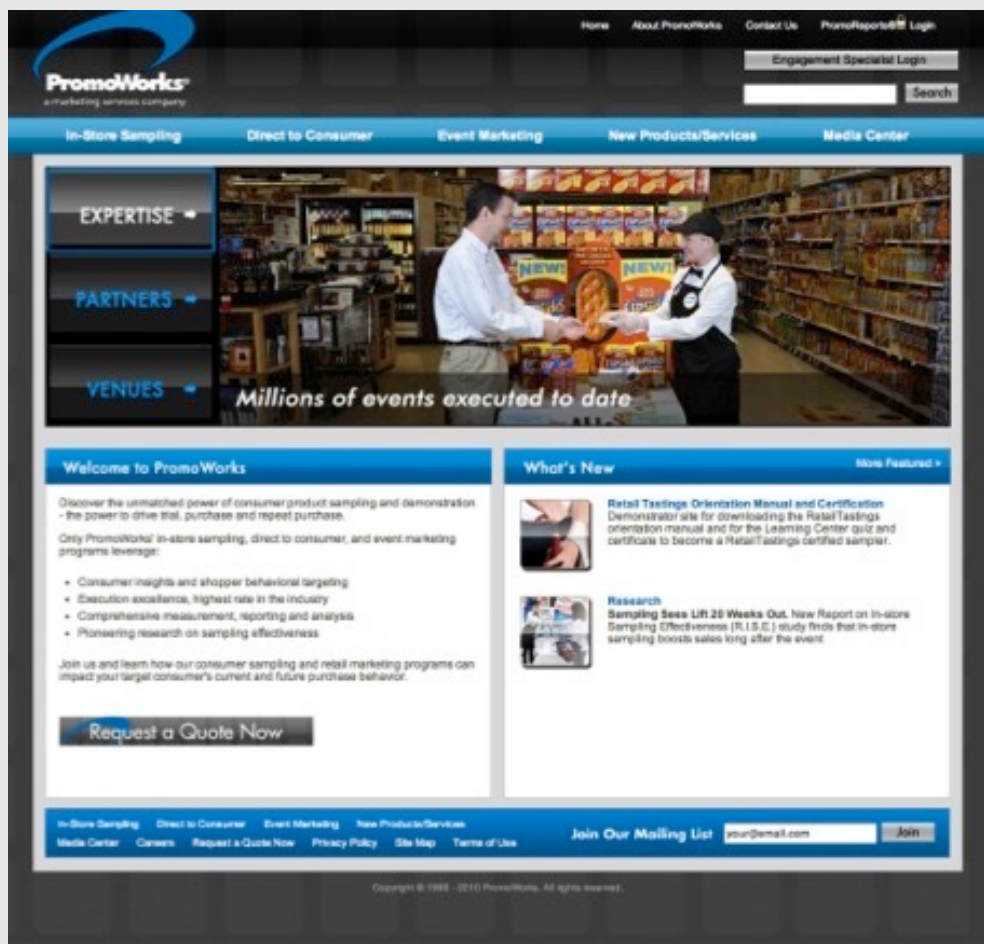 Home About PromoWorks Contact Us PromoReports® Login
Engagement Specialist Login
PromoWorks
a marketing services company
Search
In-Store Sampling Direct to Consumer Event Marketing New Products/Services Media Center
EXPERTISE
PARTNERS
VENUES
NEW! NEW!
Millions of events executed to date
Welcome to PromoWorks
Discover the unmatched power of consumer product sampling and demonstration
- the power to drive trial, purchase and repeat purchase.
Only PromoWorks' in-store sampling, direct to consumer, and event marketing
programs leverage:
• Consumer insights and shopper behavioral targeting
• Execution excellence, highest rate in the industry
• Comprehensive measurement, reporting and analysis
• Pioneering research on sampling effectiveness
Join us and learn how our consumer sampling and retail marketing programs can
impact your target consumer's current and future purchase behavior.
Request a Quote Now
What's New More Featured >
Retail Tastings Orientation Manual and Certification
Demonstrator site for downloading the RetailTastings
orientation manual and for the Learning Center quiz and
certificate to become a RetailTastings certified sampler.
Research
Sampling Sees Lift 20 Weeks Out. New Report on In-store
Sampling Effectiveness (R.I.S.E.) study finds that in-store
sampling boosts sales long after the event
In-Store Sampling Direct to Consumer Event Marketing New Products/Services
Media Center Careers Request a Quote Now Privacy Policy Site Map Terms of Use
Join Our Mailing List your@email.com Join
Copyright © 1998 - 2010 PromoWorks. All rights reserved.